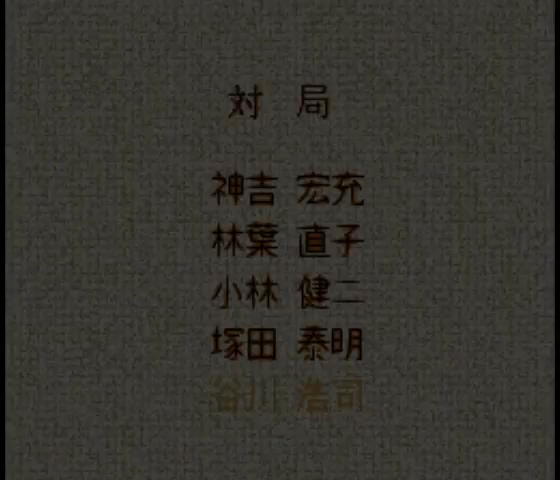 対 局
神吉 宏充
林葉 直子
小林 健二
塚田 泰明
谷川 浩司